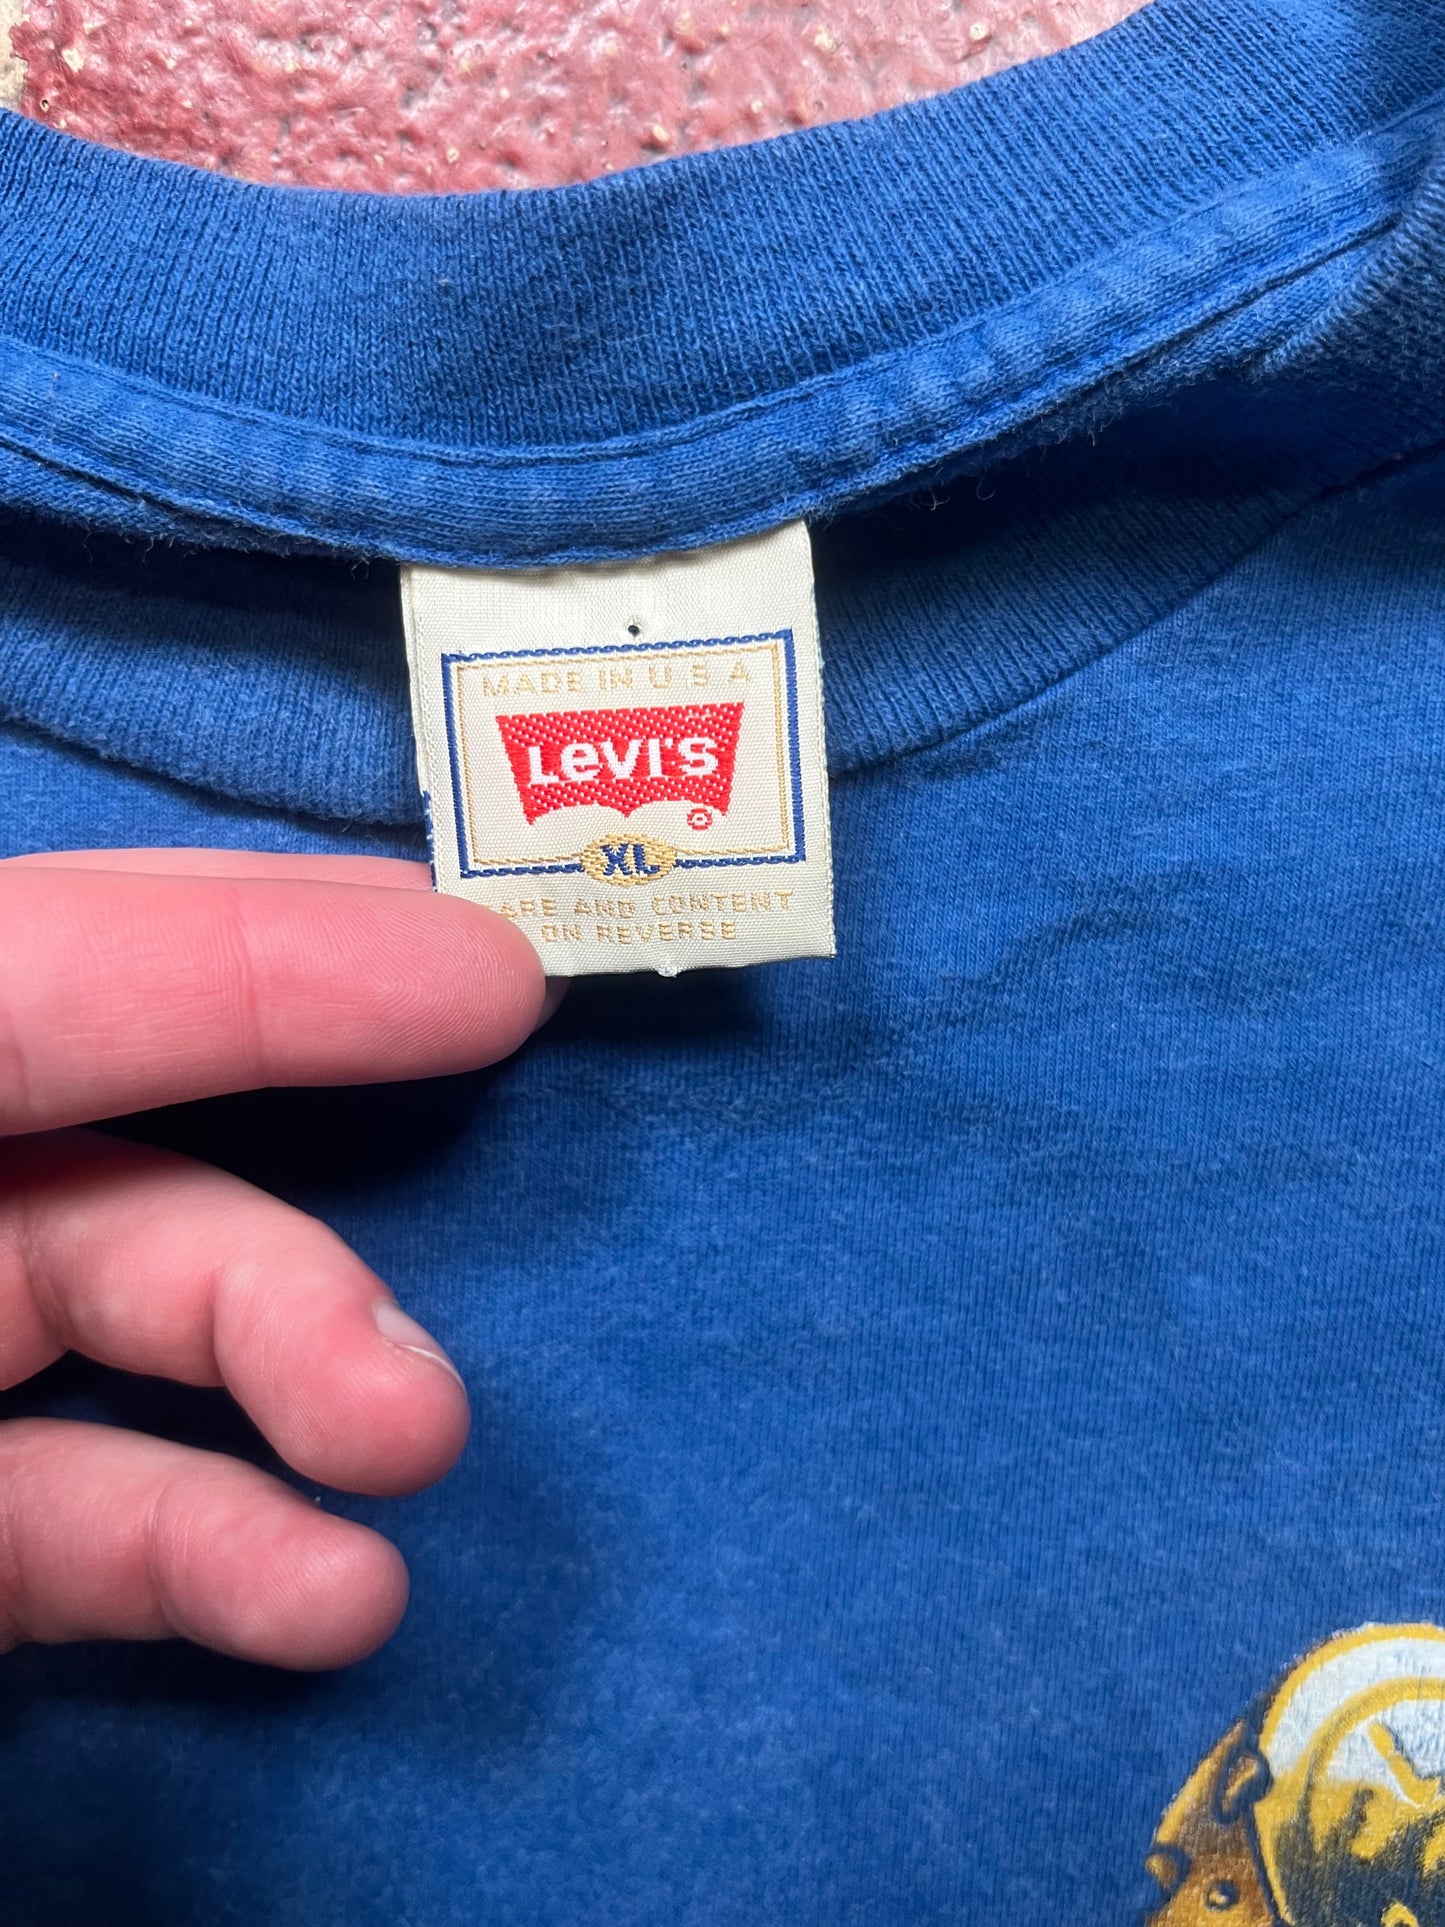 MADE IN U S A
LEVI'S
®
XL
CARE AND CONTENT
ON REVERSE